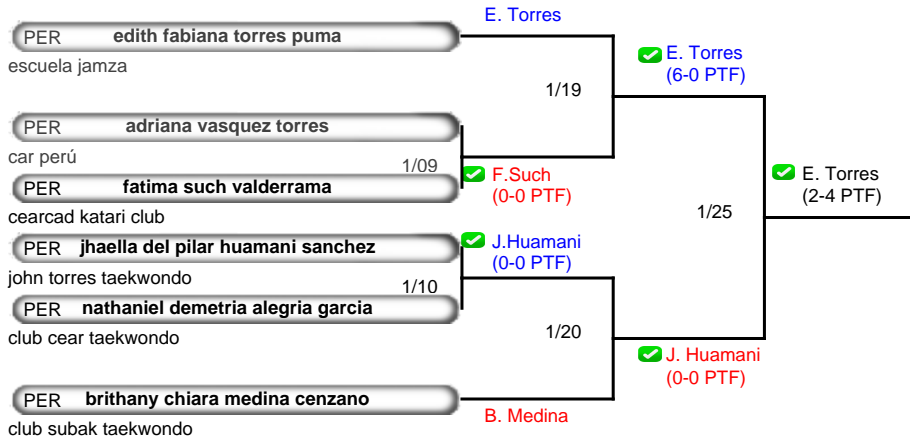 E. Torres
PER edith fabiana torres puma
escuela jamza
E. Torres
(6-0 PTF)
1/19
PER adriana vasquez torres
car perú
1/09
F.Such
(0-0 PTF)
PER fatima such valderrama
cearcad katari club
E. Torres
(2-4 PTF)
1/25
PER jhaella del pilar huamani sanchez
john torres taekwondo
J.Huamani
(0-0 PTF)
1/10
PER nathaniel demetria alegria garcia
club cear taekwondo
1/20
J. Huamani
(0-0 PTF)
PER brithany chiara medina cenzano
club subak taekwondo
B. Medina